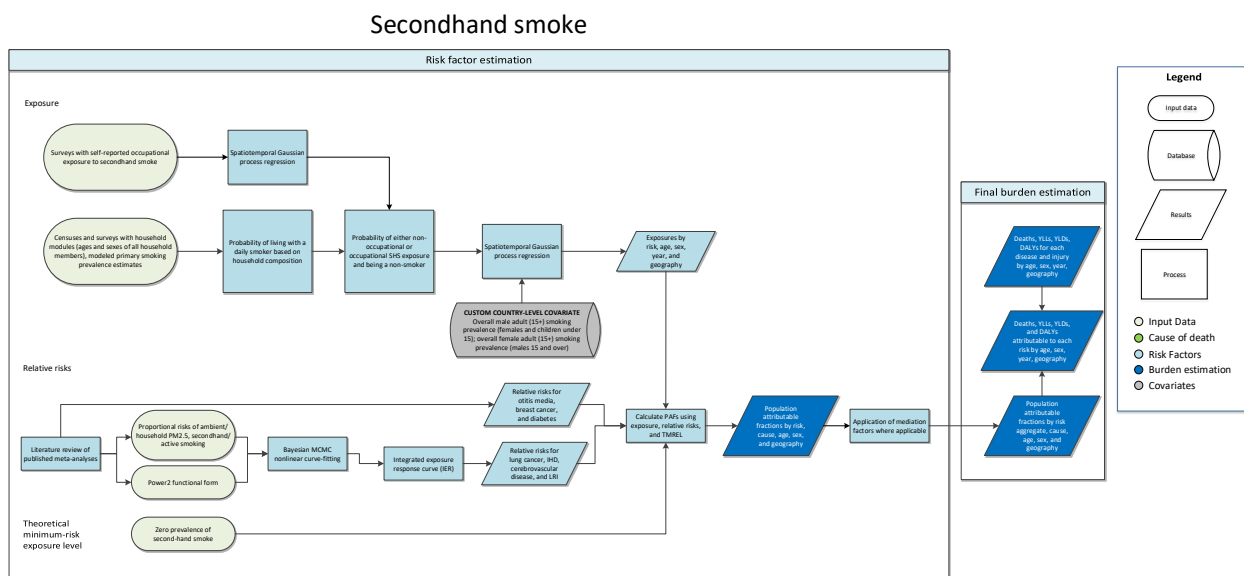 Secondhand smoke
Risk factor estimation
Exposure
Surveys with self-reported occupational
exposure to secondhand smoke
Spatiotemporal Gaussian
process regression
Censuses and surveys with household
modules (ages and sexes of all household
members), modeled primary smoking
prevalence estimates
Probability of living with a
daily smoker based on
household composition
Probability of either non-
occupational or
occupational SHS exposure
and being a non-smoker
Spatiotemporal Gaussian
process regression
Exposures by
risk, age, sex,
year, and
geography
CUSTOM COUNTRY-LEVEL COVARIATE
Overall male adult (15+) smoking
prevalence (females and children under
15); overall female adult (15+) smoking
prevalence (males 15 and over)
Relative risks
Literature review of
published meta-analyses
Proportional risks of ambient/
household PM2.5, secondhand/
active smoking
Power2 functional form
Bayesian MCMC
nonlinear curve-fitting
Integrated exposure
response curve (IER)
Relative risks for
otitis media,
breast cancer,
and diabetes
Relative risks for
lung cancer, IHD,
cerebrovascular
disease, and LRI
Calculate PAFs using
exposure, relative risks,
and TMREL
Population
attributable
fractions by risk,
cause, age, sex,
and geography
Application of mediation
factors where applicable
Theoretical
minimum-risk
exposure level
Zero prevalence of
second-hand smoke
Final burden estimation
Deaths, YLLs, YLDs,
DALYs for each
disease and injury
by age, sex, year,
geography
Deaths, YLLs, YLDs,
and DALYs
attributable to each
risk by age, sex,
year, geography
Population
attributable
fractions by risk
aggregate, cause,
age, sex, and
geography
Legend
Input data
Database
Results
Process
Input Data
Cause of death
Risk Factors
Burden estimation
Covariates